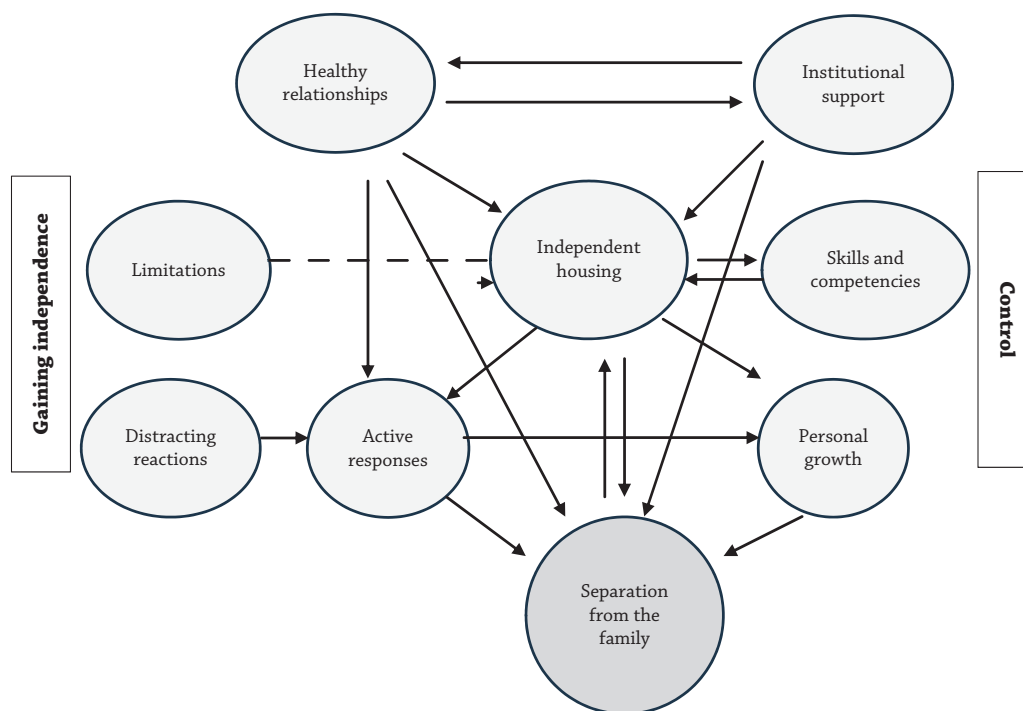 Healthy
relationships
Institutional
support
Gaining independence
Limitations
Independent
housing
Skills and
competencies
Control
Distracting
reactions
Active
responses
Personal
growth
Separation
from the
family